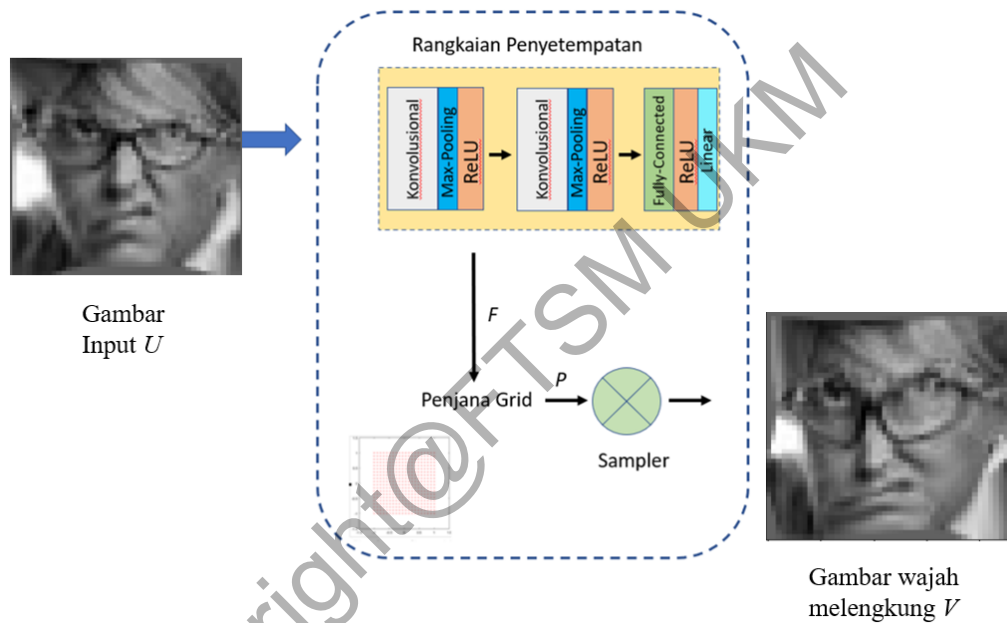 Rangkaian Penyetempatan
Konvolusional
Max-Pooling
ReLU
Konvolusional
Max-Pooling
ReLU
Fully-Connected
ReLU
Linear
Gambar
Input U
F
Penjana Grid
P
Sampler
Gambar wajah
melengkung V
right@FTSM UKM